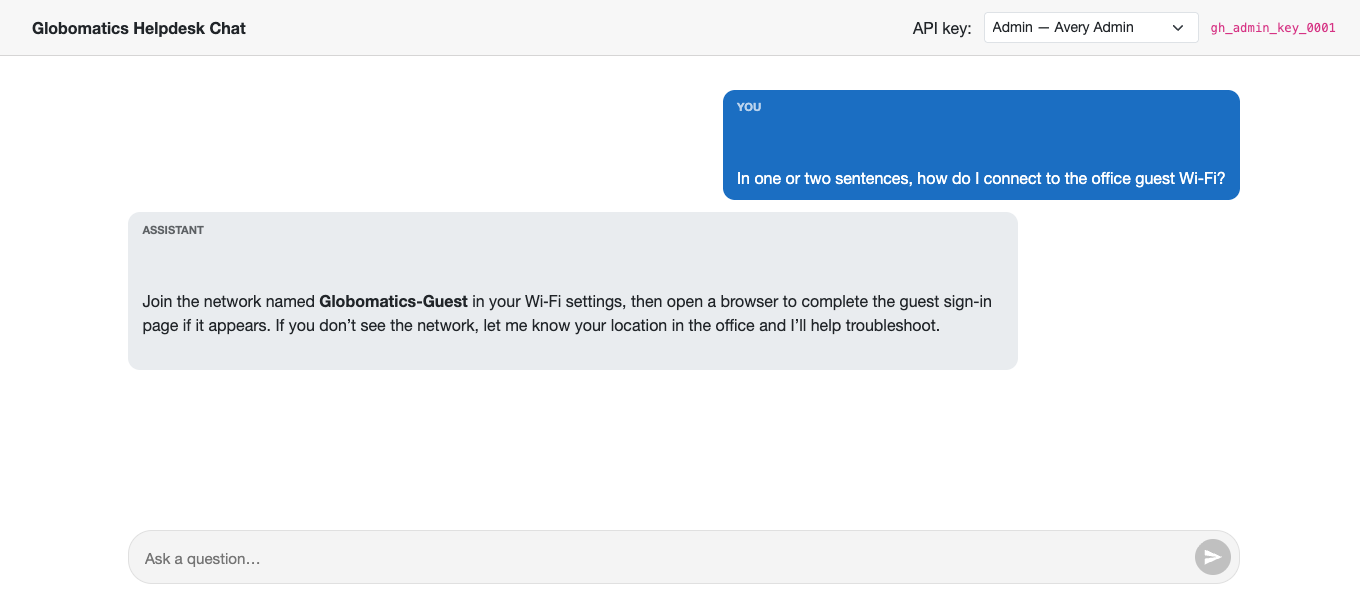 Globomatics Helpdesk Chat
API key:
Admin — Avery Admin
gh_admin_key_0001
YOU
In one or two sentences, how do I connect to the office guest Wi-Fi?
ASSISTANT
Join the network named Globomatics-Guest in your Wi-Fi settings, then open a browser to complete the guest sign-in
page if it appears. If you don’t see the network, let me know your location in the office and I’ll help troubleshoot.
Ask a question…